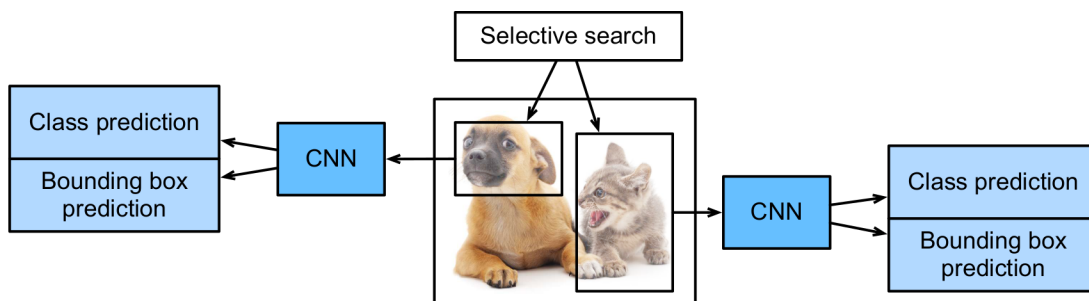 Selective search
Class prediction
Bounding box
prediction
CNN
CNN
Class prediction
Bounding box
prediction